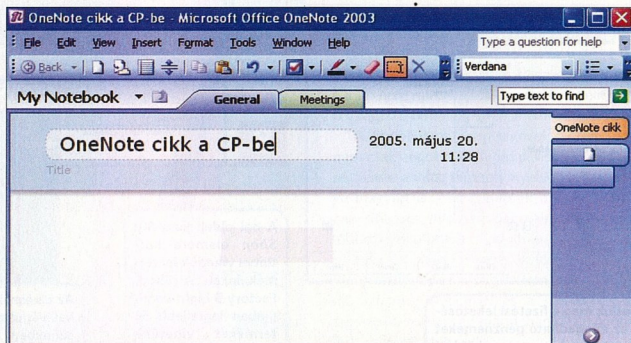 OneNote cikk a CP-be - Microsoft Office OneNote 2003
File Edit View Insert Format Tools Window Help Type a question for help
Back Verdana
My Notebook General Meetings Type text to find
OneNote cikk a CP-be 2005. május 20. OneNote cikk
11:28
Title